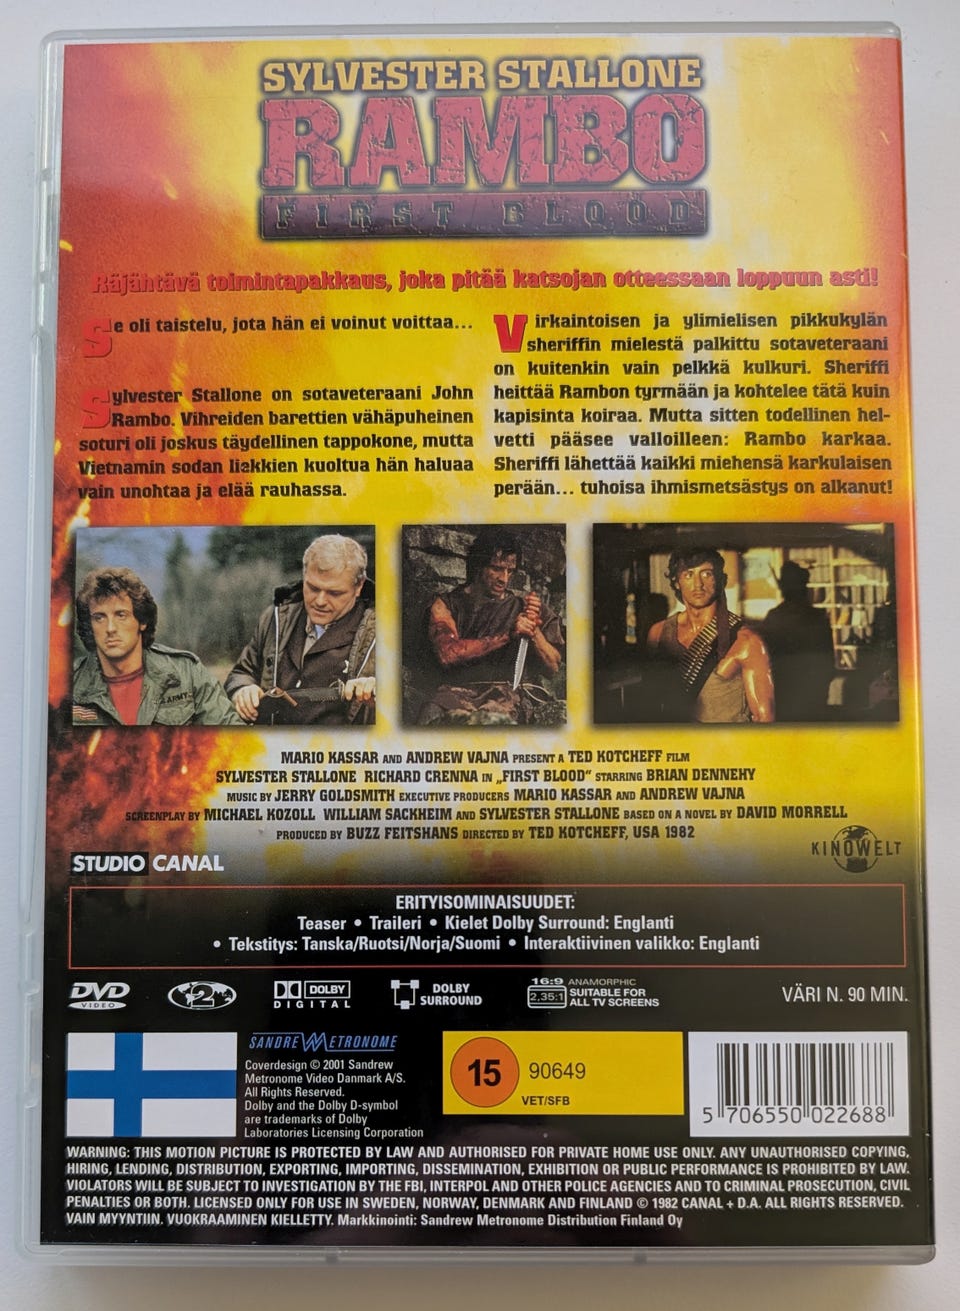 SYLVESTER STALLONE
RAMBO
FIRST BLOOD
Räjähtävä toimintapakkaus, joka pitää katsojan otteessaan loppuun asti!
Se oli taistelu, jota hän ei voinut voittaa...
Sylvester Stallone on sotaveteraani John
Rambo. Vihreiden barettien vähäpuheinen
soturi oli joskus täydellinen tappokone, mutta
Vietnamin sodan liekkien kuoltua hän haluaa
vain unohtaa ja elää rauhassa.
Virkaintoisen ja ylimielisen pikkukylän
sheriffin mielestä palkittu sotaveteraani
on kuitenkin vain pelkkä kulkuri. Sheriffi
heittää Rambon tyrmään ja kohtelee tätä kuin
kapisinta koiraa. Mutta sitten todellinen hel-
vetti pääsee valloilleen: Rambo karkaa.
Sheriffi lähettää kaikki miehensä karkulaisen
perään... tuhoisa ihmismetsästys on alkanut!
ARMY
MARIO KASSAR AND ANDREW VAJNA PRESENT A TED KOTCHEFF FILM
SYLVESTER STALLONE RICHARD CRENNA IN „FIRST BLOOD" STARRING BRIAN DENNEHY
MUSIC BY JERRY GOLDSMITH EXECUTIVE PRODUCERS MARIO KASSAR AND ANDREW VAJNA
SCREENPLAY BY MICHAEL KOZOLL WILLIAM SACKHEIM AND SYLVESTER STALLONE BASED ON A NOVEL BY DAVID MORRELL
PRODUCED BY BUZZ FEITSHANS DIRECTED BY TED KOTCHEFF, USA 1982
STUDIO CANAL
KINOWELT
ERITYISOMINAISUUDET:
Teaser • Traileri • Kielet Dolby Surround: Englanti
• Tekstitys: Tanska/Ruotsi/Norja/Suomi • Interaktiivinen valikko: Englanti
DVD VIDEO
2
DOLBY DIGITAL
DOLBY SURROUND
16:9 2,35:1 ANAMORPHIC SUITABLE FOR ALL TV SCREENS
VÄRI N. 90 MIN.
SANDREW METRONOME
Coverdesign © 2001 Sandrew
Metronome Video Danmark A/S.
All Rights Reserved.
Dolby and the Dolby D-symbol
are trademarks of Dolby
Laboratories Licensing Corporation
15 90649
VET/SFB
5 706550 022688
WARNING: THIS MOTION PICTURE IS PROTECTED BY LAW AND AUTHORISED FOR PRIVATE HOME USE ONLY. ANY UNAUTHORISED COPYING,
HIRING, LENDING, DISTRIBUTION, EXPORTING, IMPORTING, DISSEMINATION, EXHIBITION OR PUBLIC PERFORMANCE IS PROHIBITED BY LAW.
VIOLATORS WILL BE SUBJECT TO INVESTIGATION BY THE FBI, INTERPOL AND OTHER POLICE AGENCIES AND TO CRIMINAL PROSECUTION, CIVIL
PENALTIES OR BOTH. LICENSED ONLY FOR USE IN SWEDEN, NORWAY, DENMARK AND FINLAND © 1982 CANAL + D.A. ALL RIGHTS RESERVED.
VAIN MYYNTIIN. VUOKRAAMINEN KIELLETTY. Markkinointi: Sandrew Metronome Distribution Finland Oy